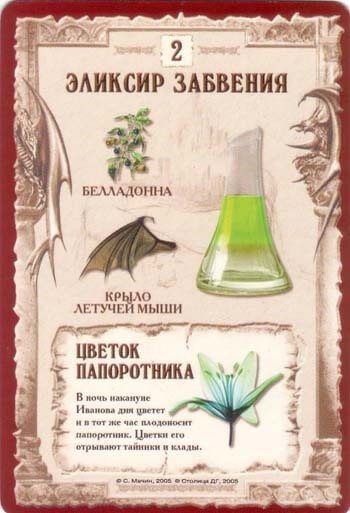 2
ЭЛИКСИР ЗАБВЕНИЯ
БЕЛЛАДОННА
КРЫЛО
ЛЕТУЧЕЙ МЫШИ
ЦВЕТОК
ПАПОРОТНИКА
В ночь накануне
Иванова дня цветет
и в тот же час плодоносит
папоротник. Цветки его
отрывают тайники и клады.
© С. Мачин, 2005 © Столица ДГ, 2005